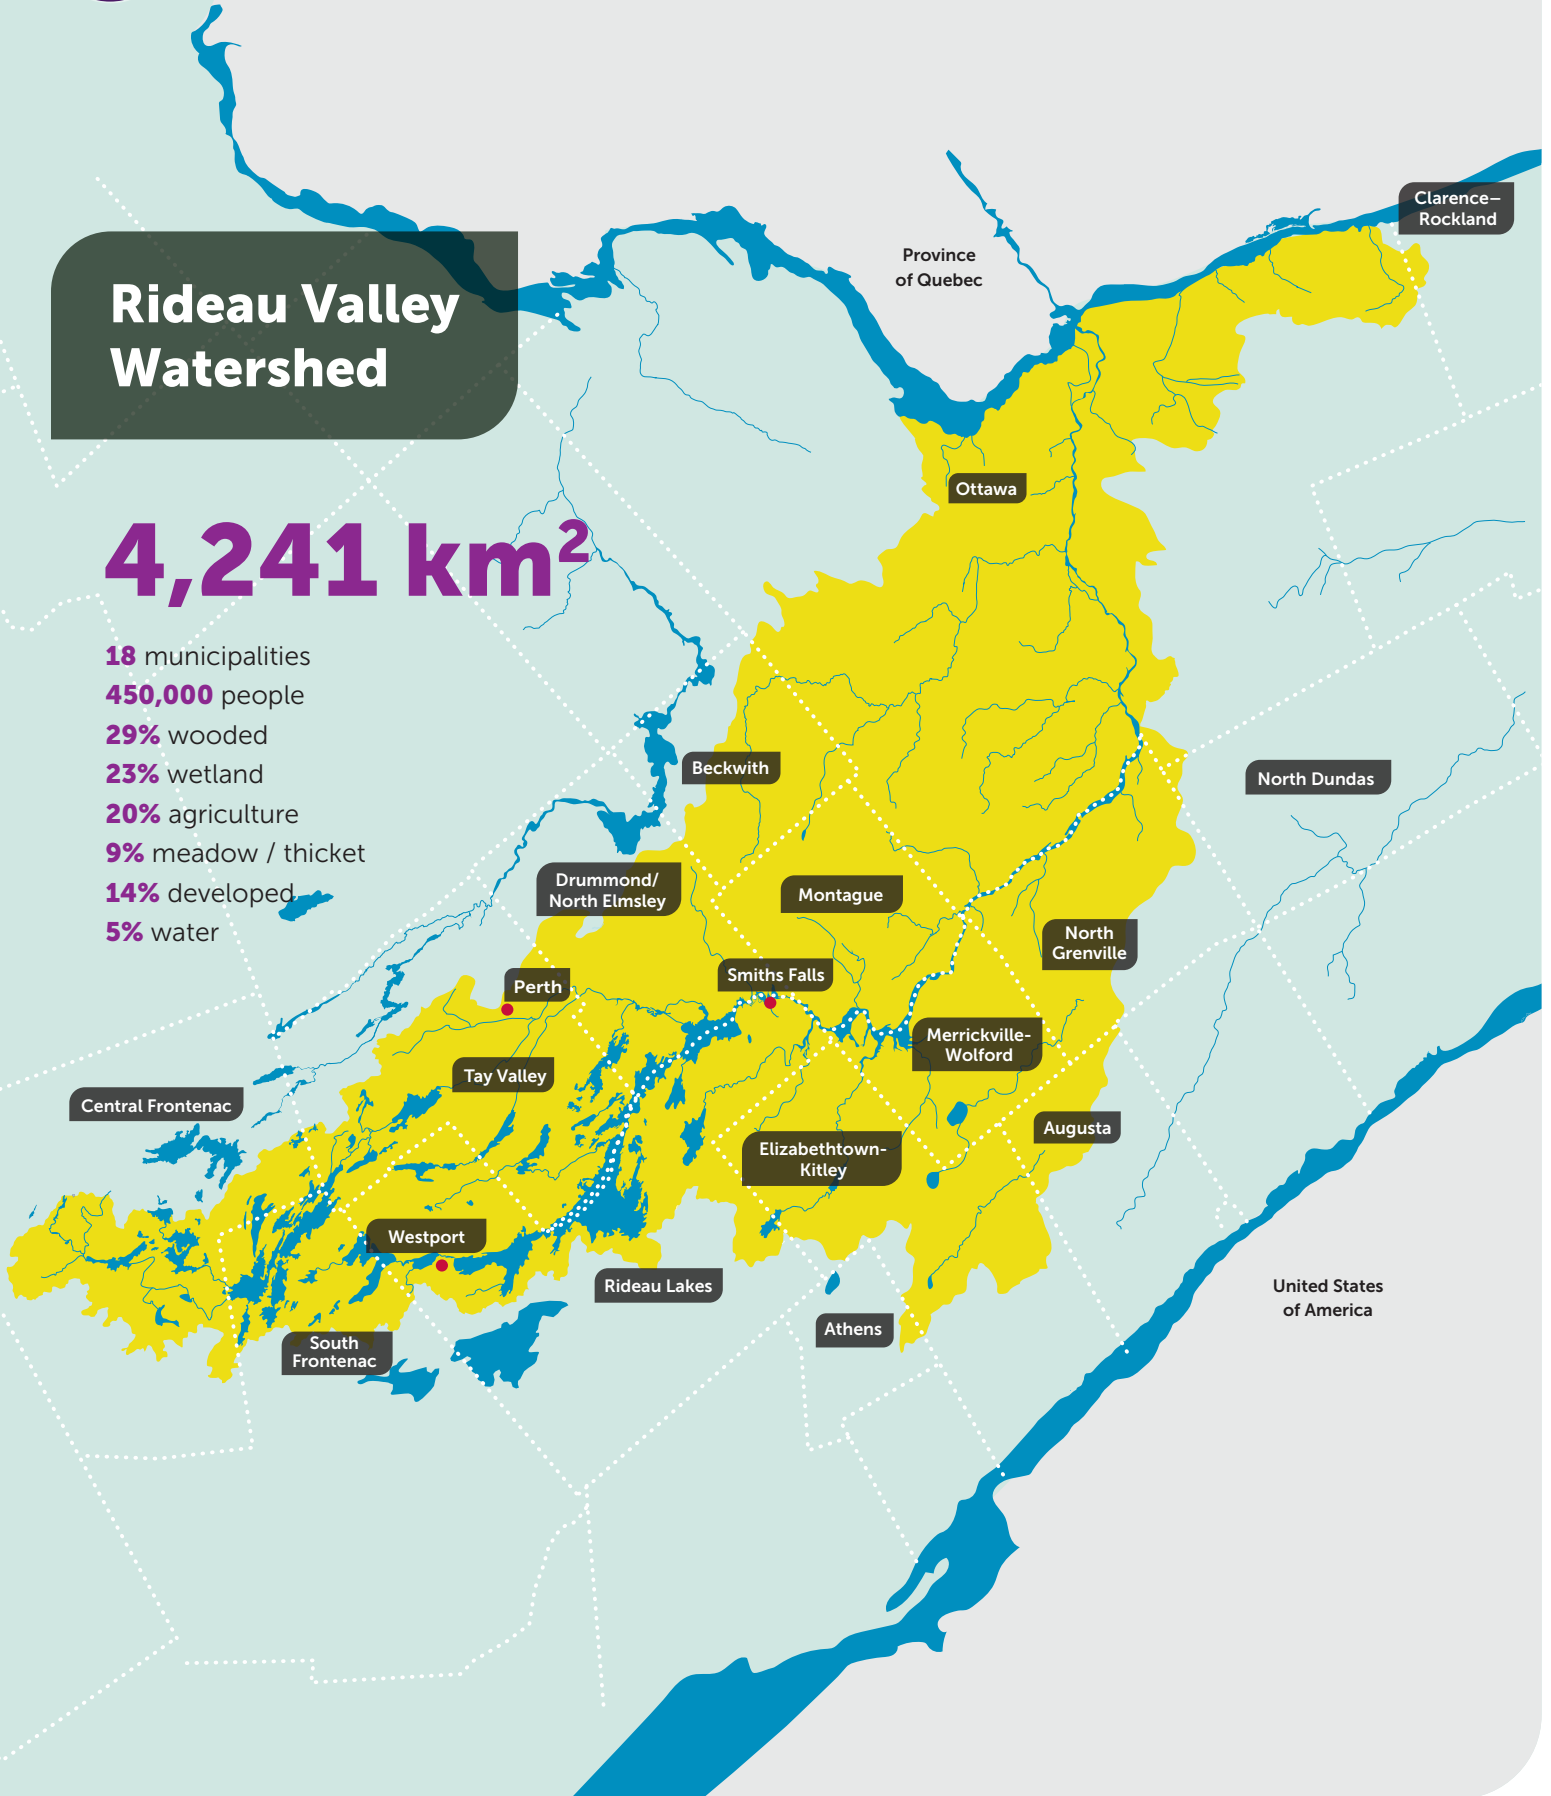 Rideau Valley
Watershed
4,241 km²
18 municipalities
450,000 people
29% wooded
23% wetland
20% agriculture
9% meadow / thicket
14% developed
5% water
Clarence–
Rockland
Province
of Quebec
Ottawa
Beckwith
North Dundas
Drummond/
North Elmsley
Montague
North
Grenville
Smiths Falls
Perth
Merrickville-
Wolford
Tay Valley
Central Frontenac
Augusta
Elizabethtown-
Kitley
Westport
Rideau Lakes
United States
of America
Athens
South
Frontenac